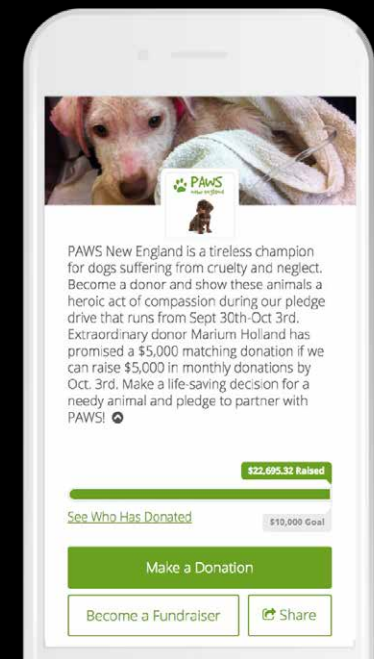 PAWS
new england
PAWS New England is a tireless champion
for dogs suffering from cruelty and neglect.
Become a donor and show these animals a
heroic act of compassion during our pledge
drive that runs from Sept 30th-Oct 3rd.
Extraordinary donor Marium Holland has
promised a $5,000 matching donation if we
can raise $5,000 in monthly donations by
Oct. 3rd. Make a life-saving decision for a
needy animal and pledge to partner with
PAWS!
$22,695.32 Raised
See Who Has Donated
$10,000 Goal
Make a Donation
Become a Fundraiser
Share